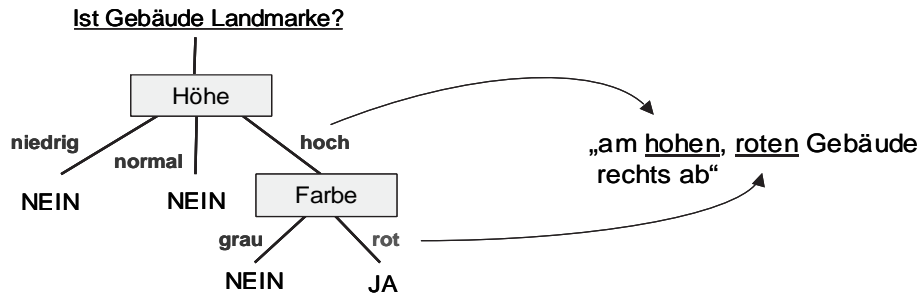 Ist Gebäude Landmarke?
Höhe
niedrig
normal
hoch
„am hohen, roten Gebäude
rechts ab“
NEIN
NEIN
Farbe
grau
rot
NEIN
JA